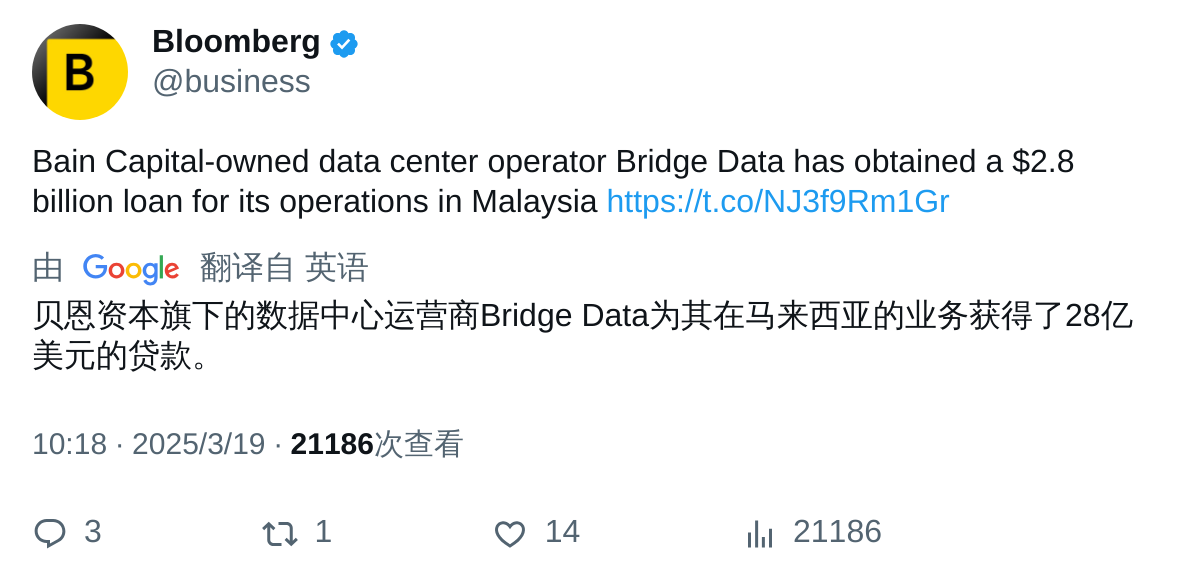 B
Bloomberg
@business
Bain Capital-owned data center operator Bridge Data has obtained a $2.8
billion loan for its operations in Malaysia https://t.co/NJ3f9Rm1Gr
由 Google 翻译自 英语
贝恩资本旗下的数据中心运营商Bridge Data为其在马来西亚的业务获得了28亿
美元的贷款。
10:18 · 2025/3/19 · 21186次查看
3 1 14 21186